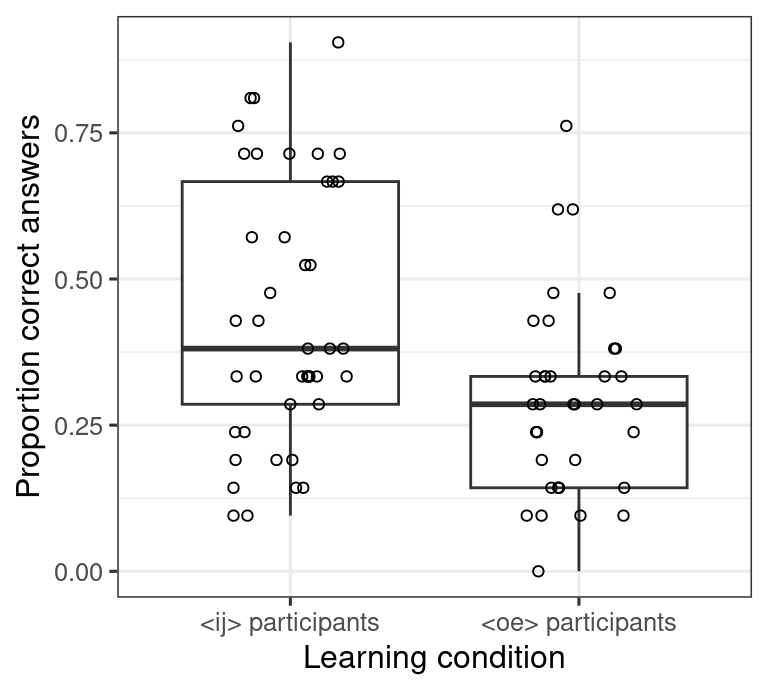 Proportion correct answers
0.75
0.50
0.25
0.00
<ij> participants
<oe> participants
Learning condition